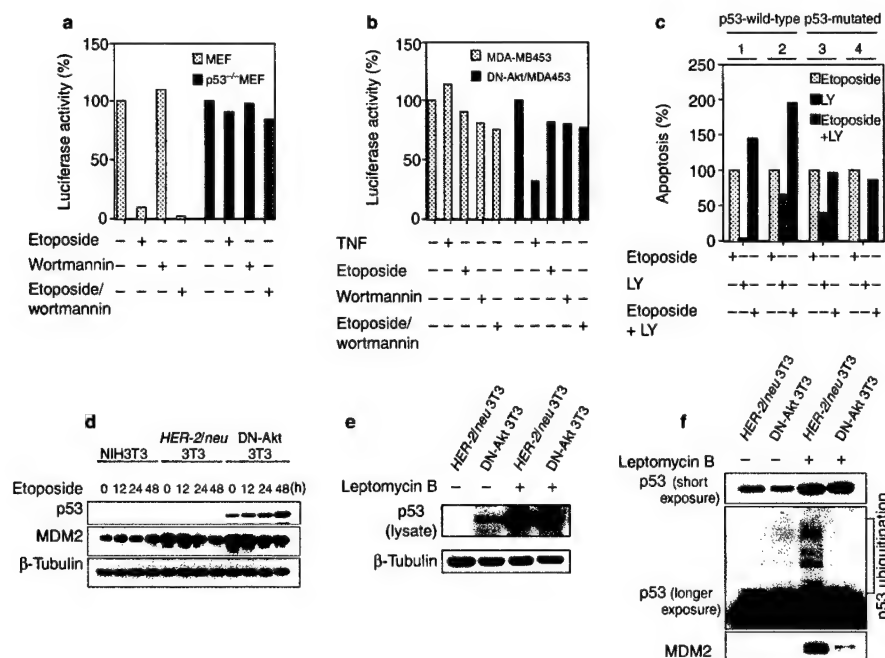 a
150
100
50
0
Luciferase activity (%)
MEF
p53–/–MEF
Etoposide – + – – – + – –
Wortmannin – – + – – – + –
Etoposide/
wortmannin – – – + – – – +
b
150
100
50
0
Luciferase activity (%)
MDA-MB453
DN-Akt/MDA453
TNF – + – – – – + – – –
Etoposide – – + – – – – + – –
Wortmannin – – – + – – – – + –
Etoposide/
wortmannin – – – – + – – – – +
c
p53-wild-type p53-mutated
1 2 3 4
250
200
150
100
50
0
Apoptosis (%)
Etoposide
LY
Etoposide
+LY
Etoposide + – – + – – + – – + – –
LY – + – – + – – + – – + –
Etoposide
+ LY – – + – – + – – + – – +
d
NIH3T3
HER-2/neu
3T3
DN-Akt
3T3
Etoposide 0 12 24 48 0 12 24 48 0 12 24 48 (h)
p53
MDM2
β-Tubulin
e
HER-2/neu 3T3
DN-Akt 3T3
HER-2/neu 3T3
DN-Akt 3T3
Leptomycin B – – + +
p53
(lysate)
β-Tubulin
f
HER-2/neu 3T3
DN-Akt 3T3
HER-2/neu 3T3
DN-Akt 3T3
Leptomycin B – – + +
p53 (short
exposure)
p53 (longer
exposure)
p53 ubiquitination
MDM2